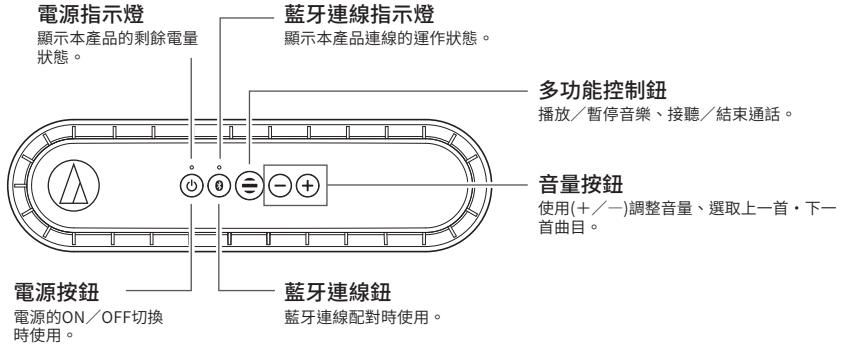 電源指示燈
顯示本產品的剩餘電量
狀態。
藍牙連線指示燈
顯示本產品連線的運作狀態。
多功能控制鈕
播放／暫停音樂、接聽／結束通話。
音量按鈕
使用(＋／—)調整音量、選取上一首・下一
首曲目。
電源按鈕
電源的ON／OFF切換
時使用。
藍牙連線鈕
藍牙連線配對時使用。